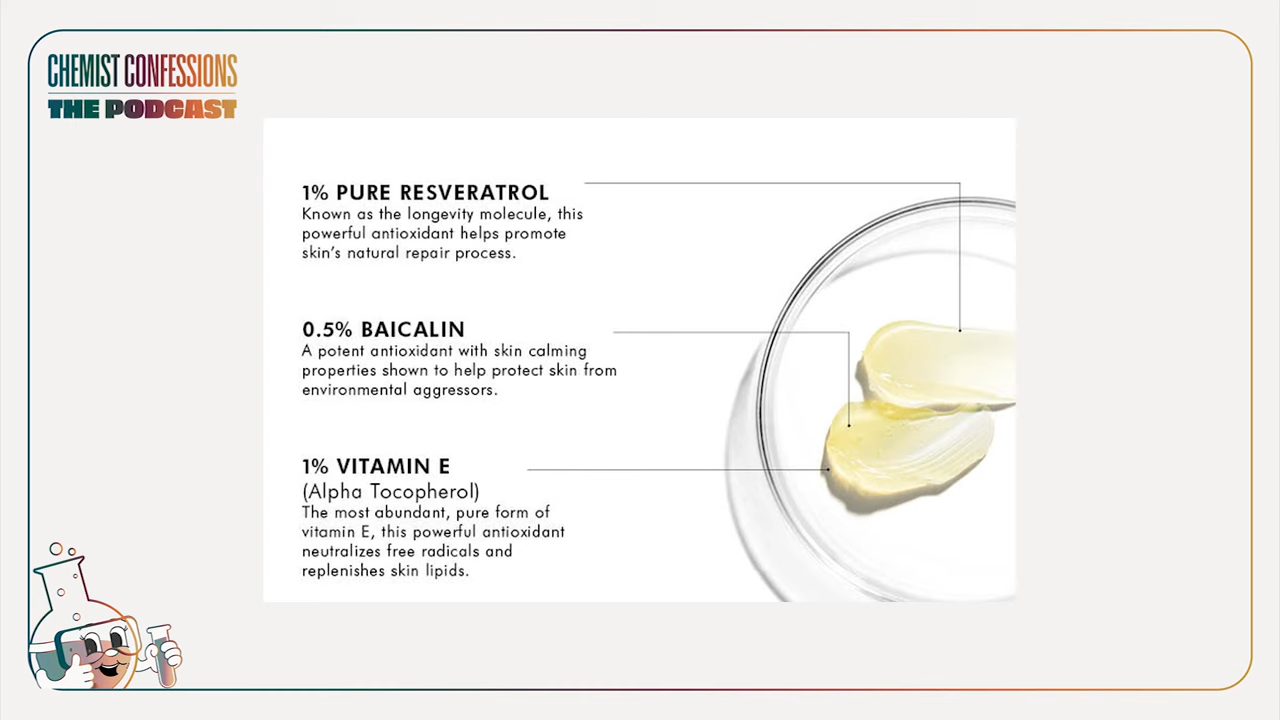 CHEMIST CONFESSIONS
THE PODCAST
1% PURE RESVERATROL
Known as the longevity molecule, this
powerful antioxidant helps promote
skin's natural repair process.
0.5% BAICALIN
A potent antioxidant with skin calming
properties shown to help protect skin from
environmental aggressors.
1% VITAMIN E
(Alpha Tocopherol)
The most abundant, pure form of
vitamin E, this powerful antioxidant
neutralizes free radicals and
replenishes skin lipids.